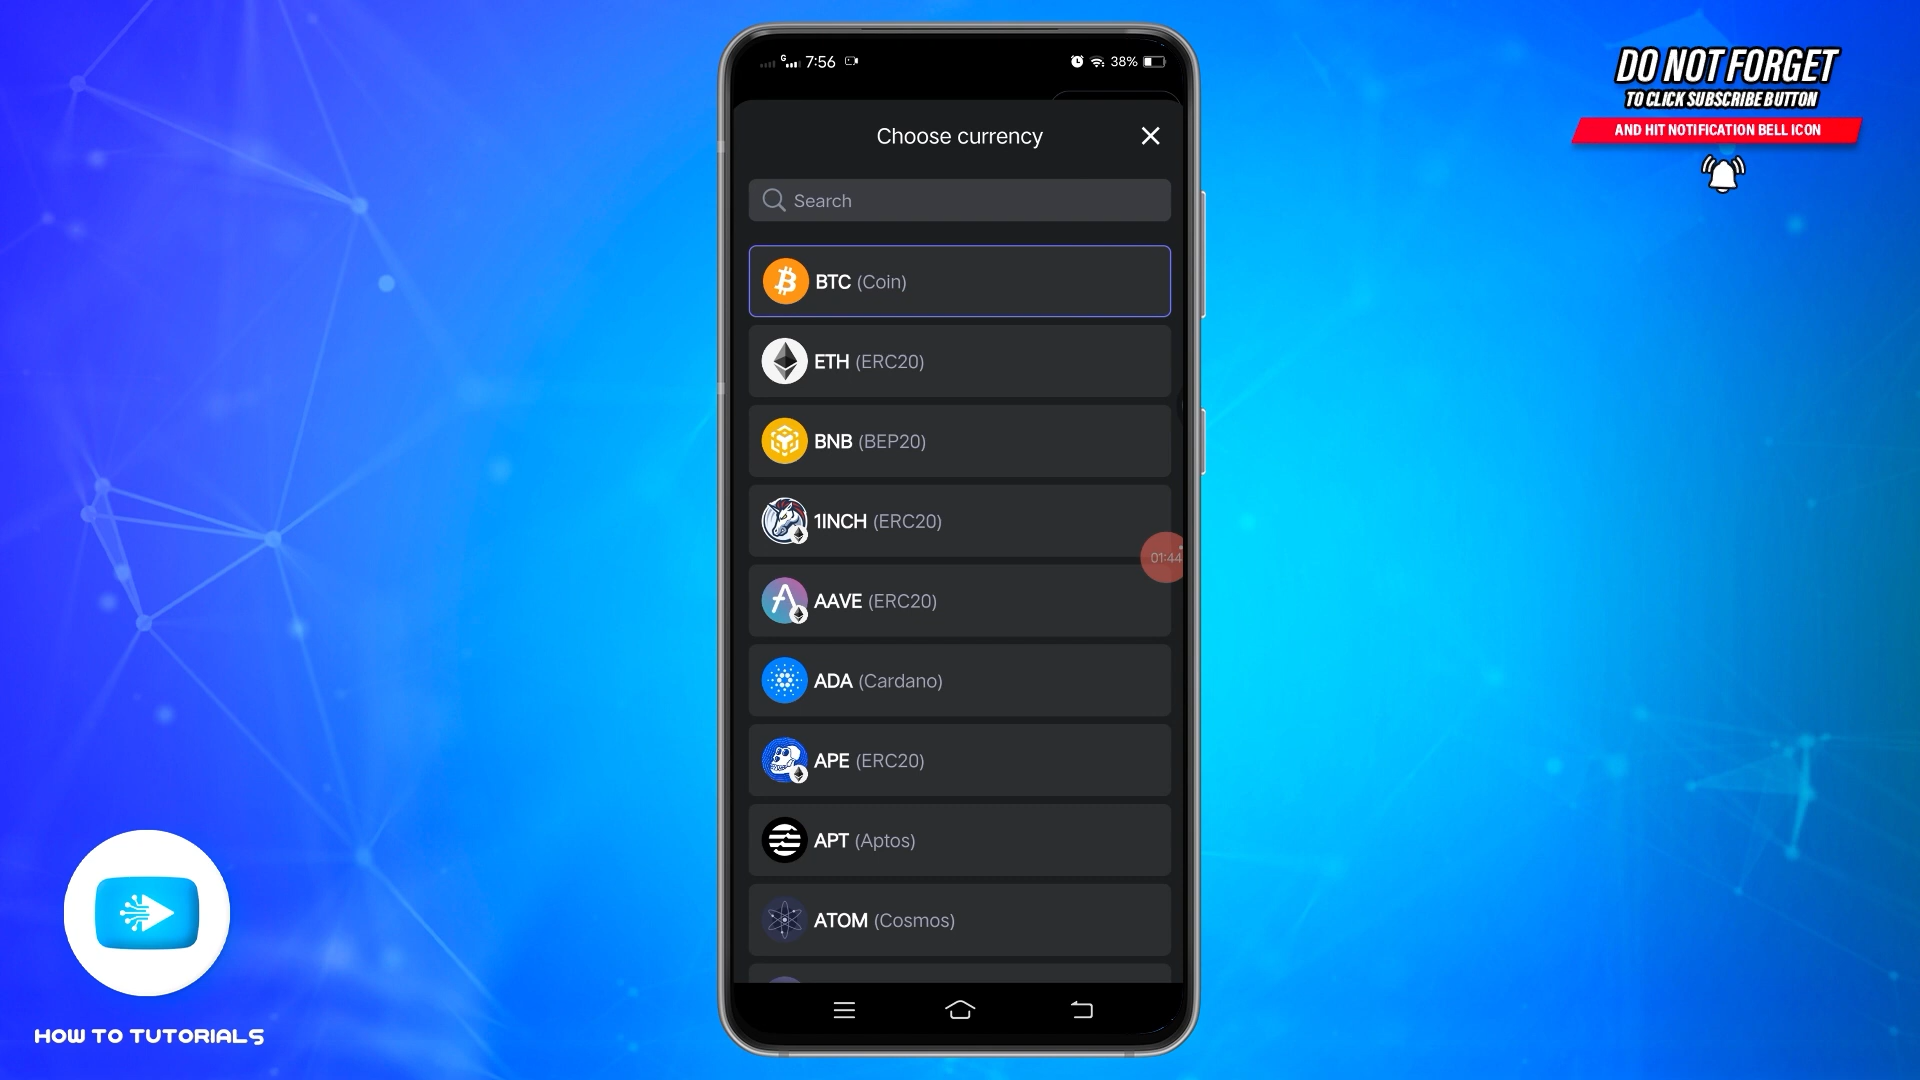 DO NOT FORGET
TO CLICK SUBSCRIBE BUTTON
AND HIT NOTIFICATION BELL ICON
G 7:56 38%
Choose currency
Search
BTC (Coin)
ETH (ERC20)
BNB (BEP20)
1INCH (ERC20)
01:44
AAVE (ERC20)
ADA (Cardano)
APE (ERC20)
APT (Aptos)
ATOM (Cosmos)
HOW TO TUTORIALS